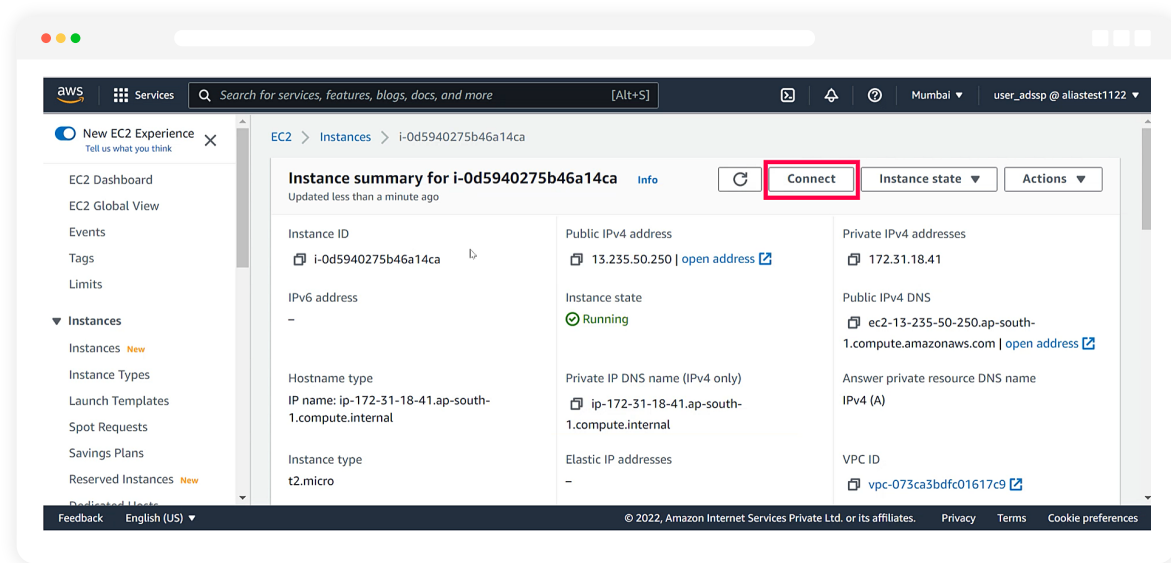 aws
Services
Search for services, features, blogs, docs, and more
[Alt+S]
Mumbai
user_adssp @ aliastest1122
New EC2 Experience
Tell us what you think
EC2 Dashboard
EC2 Global View
Events
Tags
Limits
Instances
Instances New
Instance Types
Launch Templates
Spot Requests
Savings Plans
Reserved Instances New
Dedicated Hosts
EC2 > Instances > i-0d5940275b46a14ca
Instance summary for i-0d5940275b46a14ca Info
Updated less than a minute ago
Connect
Instance state
Actions
Instance ID
i-0d5940275b46a14ca
Public IPv4 address
13.235.50.250 | open address
Private IPv4 addresses
172.31.18.41
IPv6 address
–
Instance state
Running
Public IPv4 DNS
ec2-13-235-50-250.ap-south-
1.compute.amazonaws.com | open address
Hostname type
IP name: ip-172-31-18-41.ap-south-
1.compute.internal
Private IP DNS name (IPv4 only)
ip-172-31-18-41.ap-south-
1.compute.internal
Answer private resource DNS name
IPv4 (A)
Instance type
t2.micro
Elastic IP addresses
–
VPC ID
vpc-073ca3bdfc01617c9
Feedback
English (US)
© 2022, Amazon Internet Services Private Ltd. or its affiliates.
Privacy
Terms
Cookie preferences